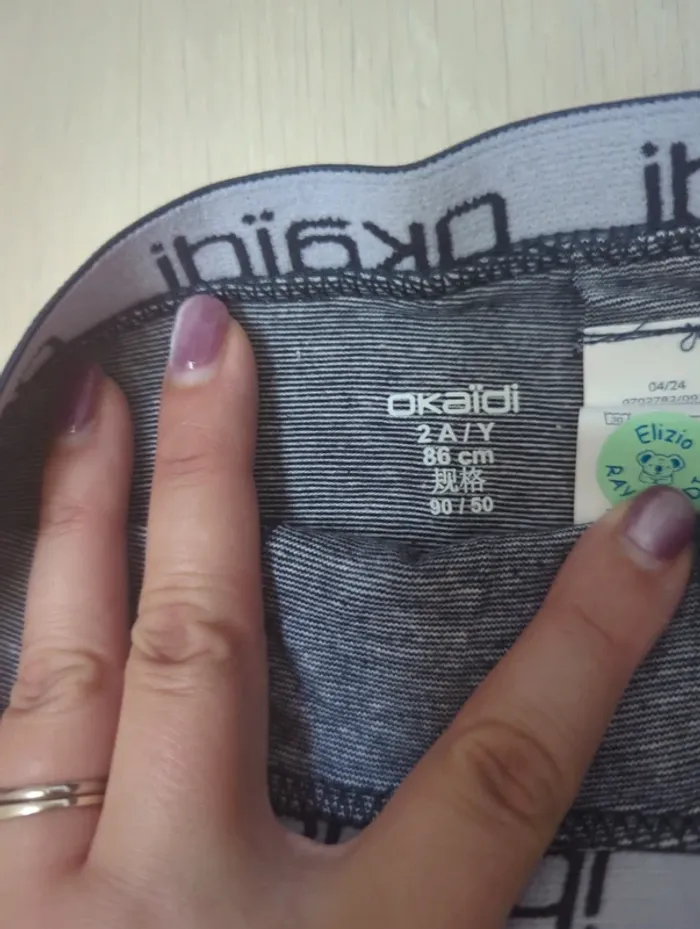 okaïdi
okaïdi
2 A / Y
86 cm
规格
90 / 50
04/24
Elizio